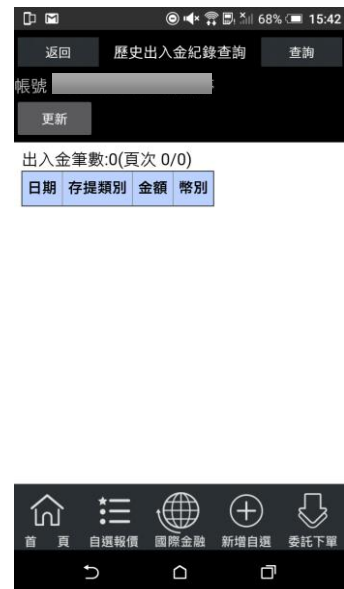 68% 15:42
返回 歷史出入金紀錄查詢 查詢
帳號
更新
出入金筆數:0(頁次 0/0)
日期 存提類別 金額 幣別
首 頁 自選報價 國際金融 新增自選 委託下單